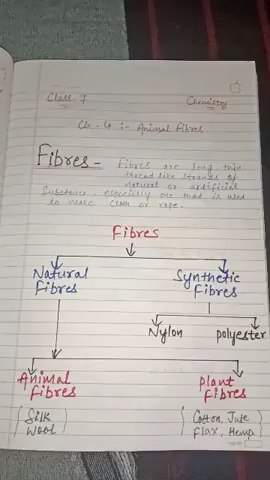 Class 7 Chemistry
Ch - 4 :- Animal Fibres
Fibres - Fibres are long thin
thread like strands of
natural or artificial
substance, especially one that is used
to make cloth or rope.
Fibres
Natural Synthetic
Fibres Fibres
Nylon polyester
Animal Plant
Fibres Fibres
(Silk (Cotton, Jute
Wool) Flax, Hemp)